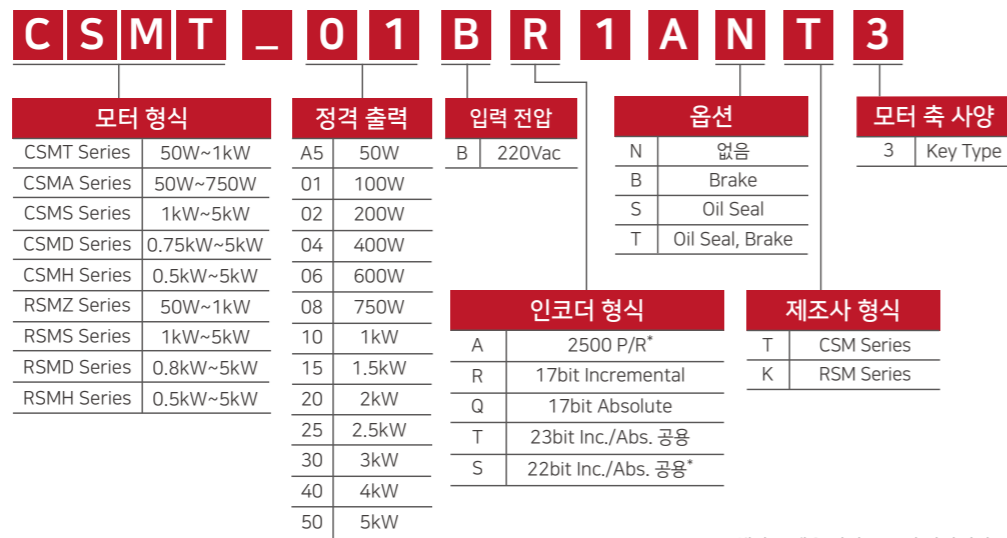 CSMT_01BR1ANT3
모터 형식
CSMT Series 50W~1kW
CSMA Series 50W~750W
CSMS Series 1kW~5kW
CSMD Series 0.75kW~5kW
CSMH Series 0.5kW~5kW
RSMZ Series 50W~1kW
RSMS Series 1kW~5kW
RSMD Series 0.8kW~5kW
RSMH Series 0.5kW~5kW
정격 출력
A5 50W
01 100W
02 200W
04 400W
06 600W
08 750W
10 1kW
15 1.5kW
20 2kW
25 2.5kW
30 3kW
40 4kW
50 5kW
입력 전압
B 220Vac
옵션
N 없음
B Brake
S Oil Seal
T Oil Seal, Brake
모터 축 사양
3 Key Type
인코더 형식
A 2500 P/R*
R 17bit Incremental
Q 17bit Absolute
T 23bit Inc./Abs. 공용
S 22bit Inc./Abs. 공용*
제조사 형식
T CSM Series
K RSM Series